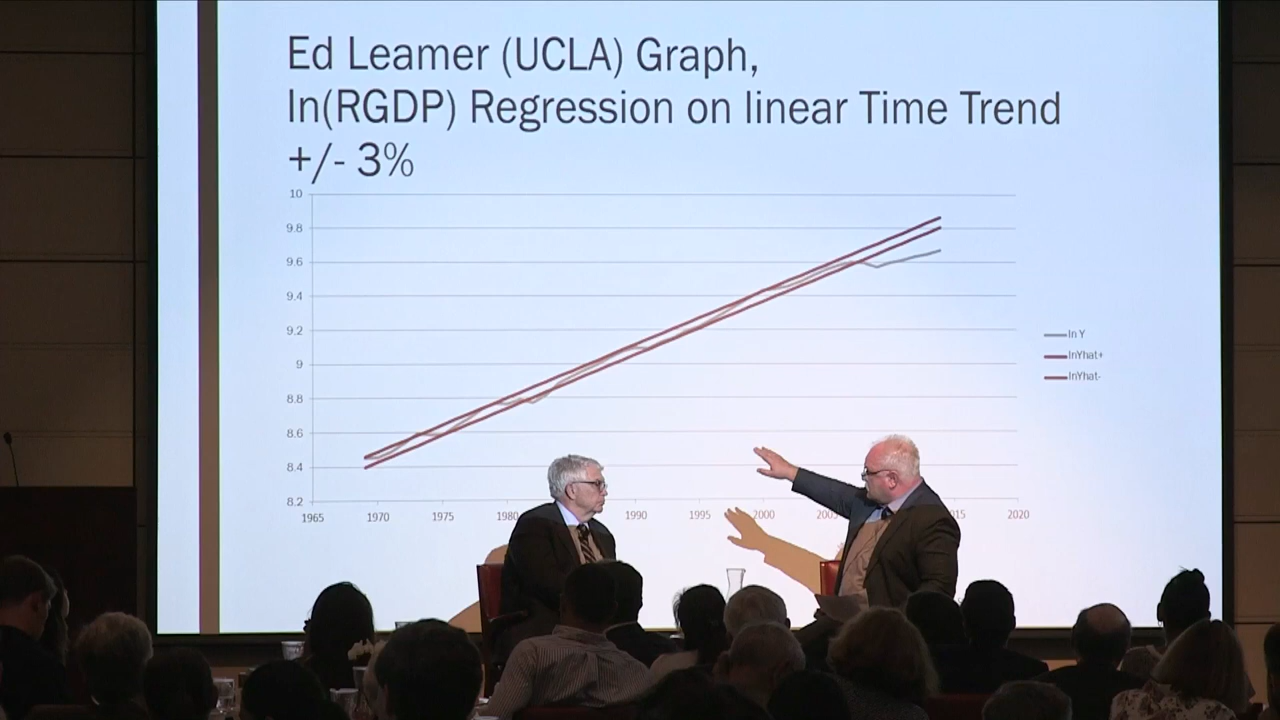 Ed Leamer (UCLA) Graph,
ln(RGDP) Regression on linear Time Trend
+/- 3%
10
9.8
9.6
9.4
9.2
9
8.8
8.6
8.4
8.2
1965 1970 1975 1980 1990 1995 2000 2020
ln Y
lnYhat+
lnYhat-